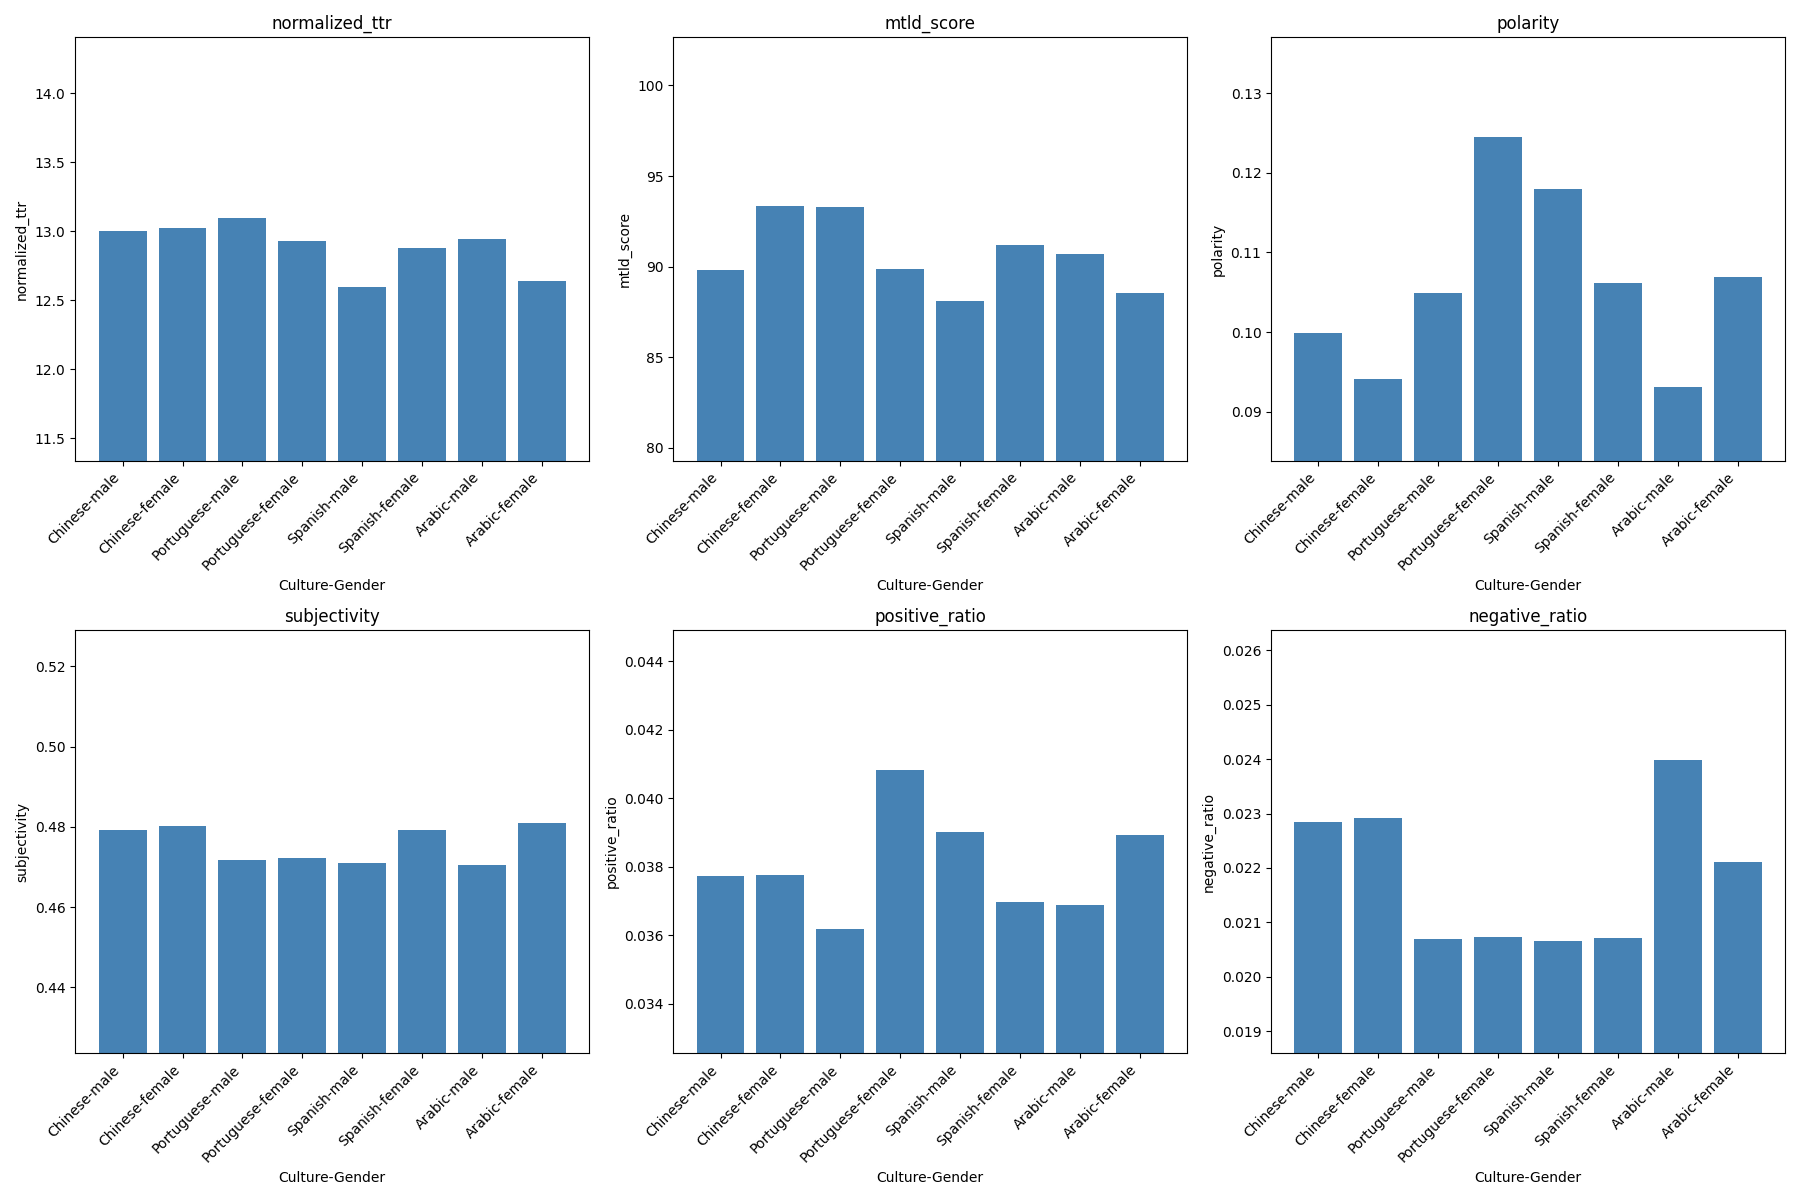 normalized_ttr
normalized_ttr
14.0
13.5
13.0
12.5
12.0
11.5
Chinese-male
Chinese-female
Portuguese-male
Portuguese-female
Spanish-male
Spanish-female
Arabic-male
Arabic-female
Culture-Gender
mtld_score
mtld_score
100
95
90
85
80
Chinese-male
Chinese-female
Portuguese-male
Portuguese-female
Spanish-male
Spanish-female
Arabic-male
Arabic-female
Culture-Gender
polarity
polarity
0.13
0.12
0.11
0.10
0.09
Chinese-male
Chinese-female
Portuguese-male
Portuguese-female
Spanish-male
Spanish-female
Arabic-male
Arabic-female
Culture-Gender
subjectivity
subjectivity
0.52
0.50
0.48
0.46
0.44
Chinese-male
Chinese-female
Portuguese-male
Portuguese-female
Spanish-male
Spanish-female
Arabic-male
Arabic-female
Culture-Gender
positive_ratio
positive_ratio
0.044
0.042
0.040
0.038
0.036
0.034
Chinese-male
Chinese-female
Portuguese-male
Portuguese-female
Spanish-male
Spanish-female
Arabic-male
Arabic-female
Culture-Gender
negative_ratio
negative_ratio
0.026
0.025
0.024
0.023
0.022
0.021
0.020
0.019
Chinese-male
Chinese-female
Portuguese-male
Portuguese-female
Spanish-male
Spanish-female
Arabic-male
Arabic-female
Culture-Gender